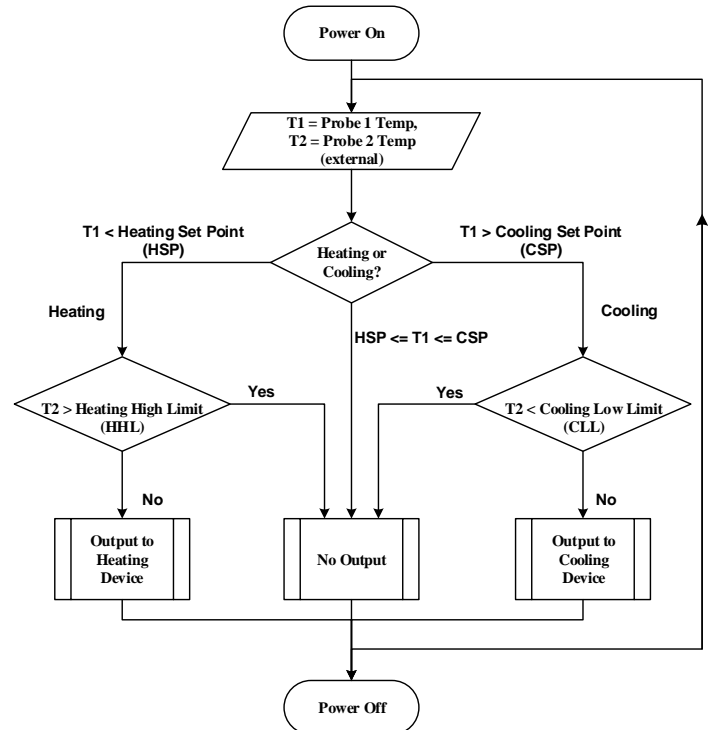 Power On
T1 = Probe 1 Temp,
T2 = Probe 2 Temp
(external)
T1 < Heating Set Point
(HSP)
T1 > Cooling Set Point
(CSP)
Heating or
Cooling?
Heating
Cooling
HSP <= T1 <= CSP
T2 > Heating High Limit
(HHL)
Yes
Yes
T2 < Cooling Low Limit
(CLL)
No
No
Output to
Heating
Device
No Output
Output to
Cooling
Device
Power Off